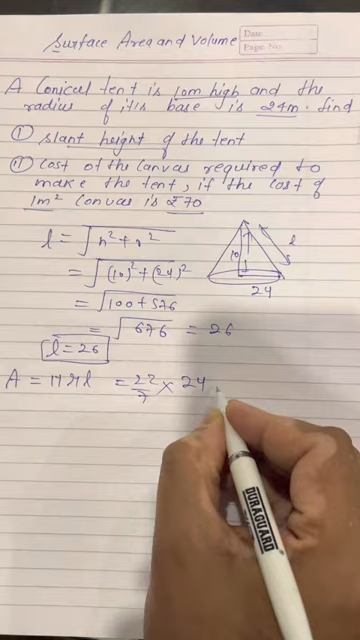 Surface Area and Volume
Date
Page No.
A Conical tent is 10m high and the
radius of it's base is 24m. find
① slant height of the tent
② cost of the canvas required to
make the tent, if the cost of
1m² canvas is ₹70
l = √h² + r²
= √(10)² + (24)²
= √100 + 576
= √676 = 26
l = 26
10
l
24
A = πrl = 22/7 × 24
DURAGUARD